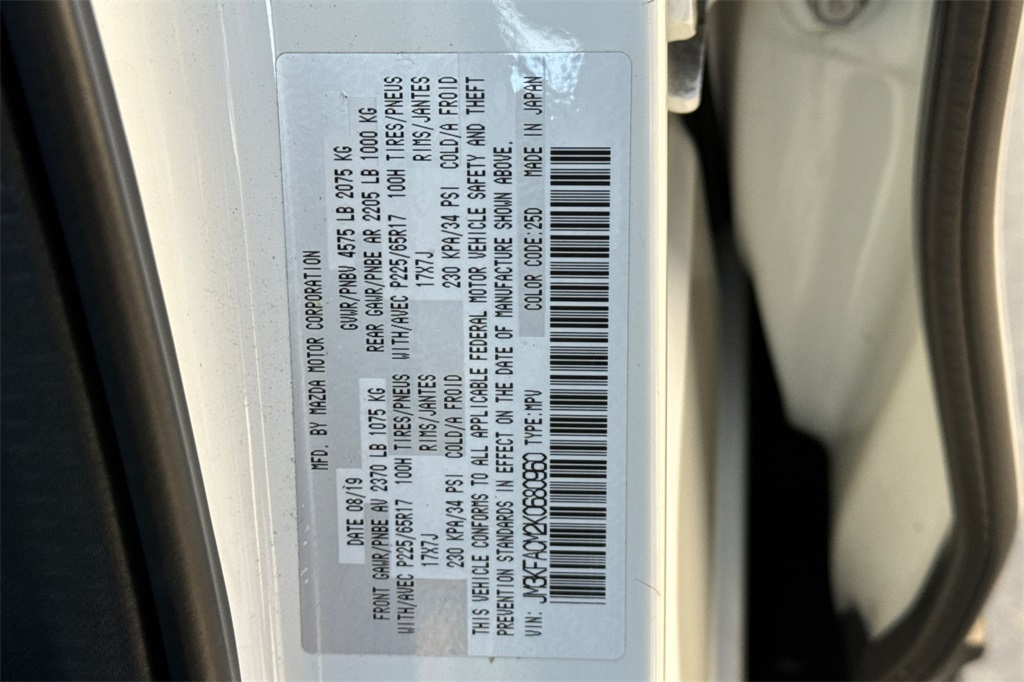 MFD. BY MAZDA MOTOR CORPORATION
DATE 08/19 GVWR/PNBV 4575 LB 2075 KG
FRONT GAWR/PNBE AV 2370 LB 1075 KG REAR GAWR/PNBE AR 2205 LB 1000 KG
WITH/AVEC P225/65R17 100H TIRES/PNEUS WITH/AVEC P225/65R17 100H TIRES/PNEUS
17X7J RIMS/JANTES 17X7J RIMS/JANTES
230 KPA/34 PSI COLD/A FROID 230 KPA/34 PSI COLD/A FROID
THIS VEHICLE CONFORMS TO ALL APPLICABLE FEDERAL MOTOR VEHICLE SAFETY AND THEFT
PREVENTION STANDARDS IN EFFECT ON THE DATE OF MANUFACTURE SHOWN ABOVE.
VIN: JM3KFACM2K0680960 TYPE:MPV COLOR CODE:25D MADE IN JAPAN